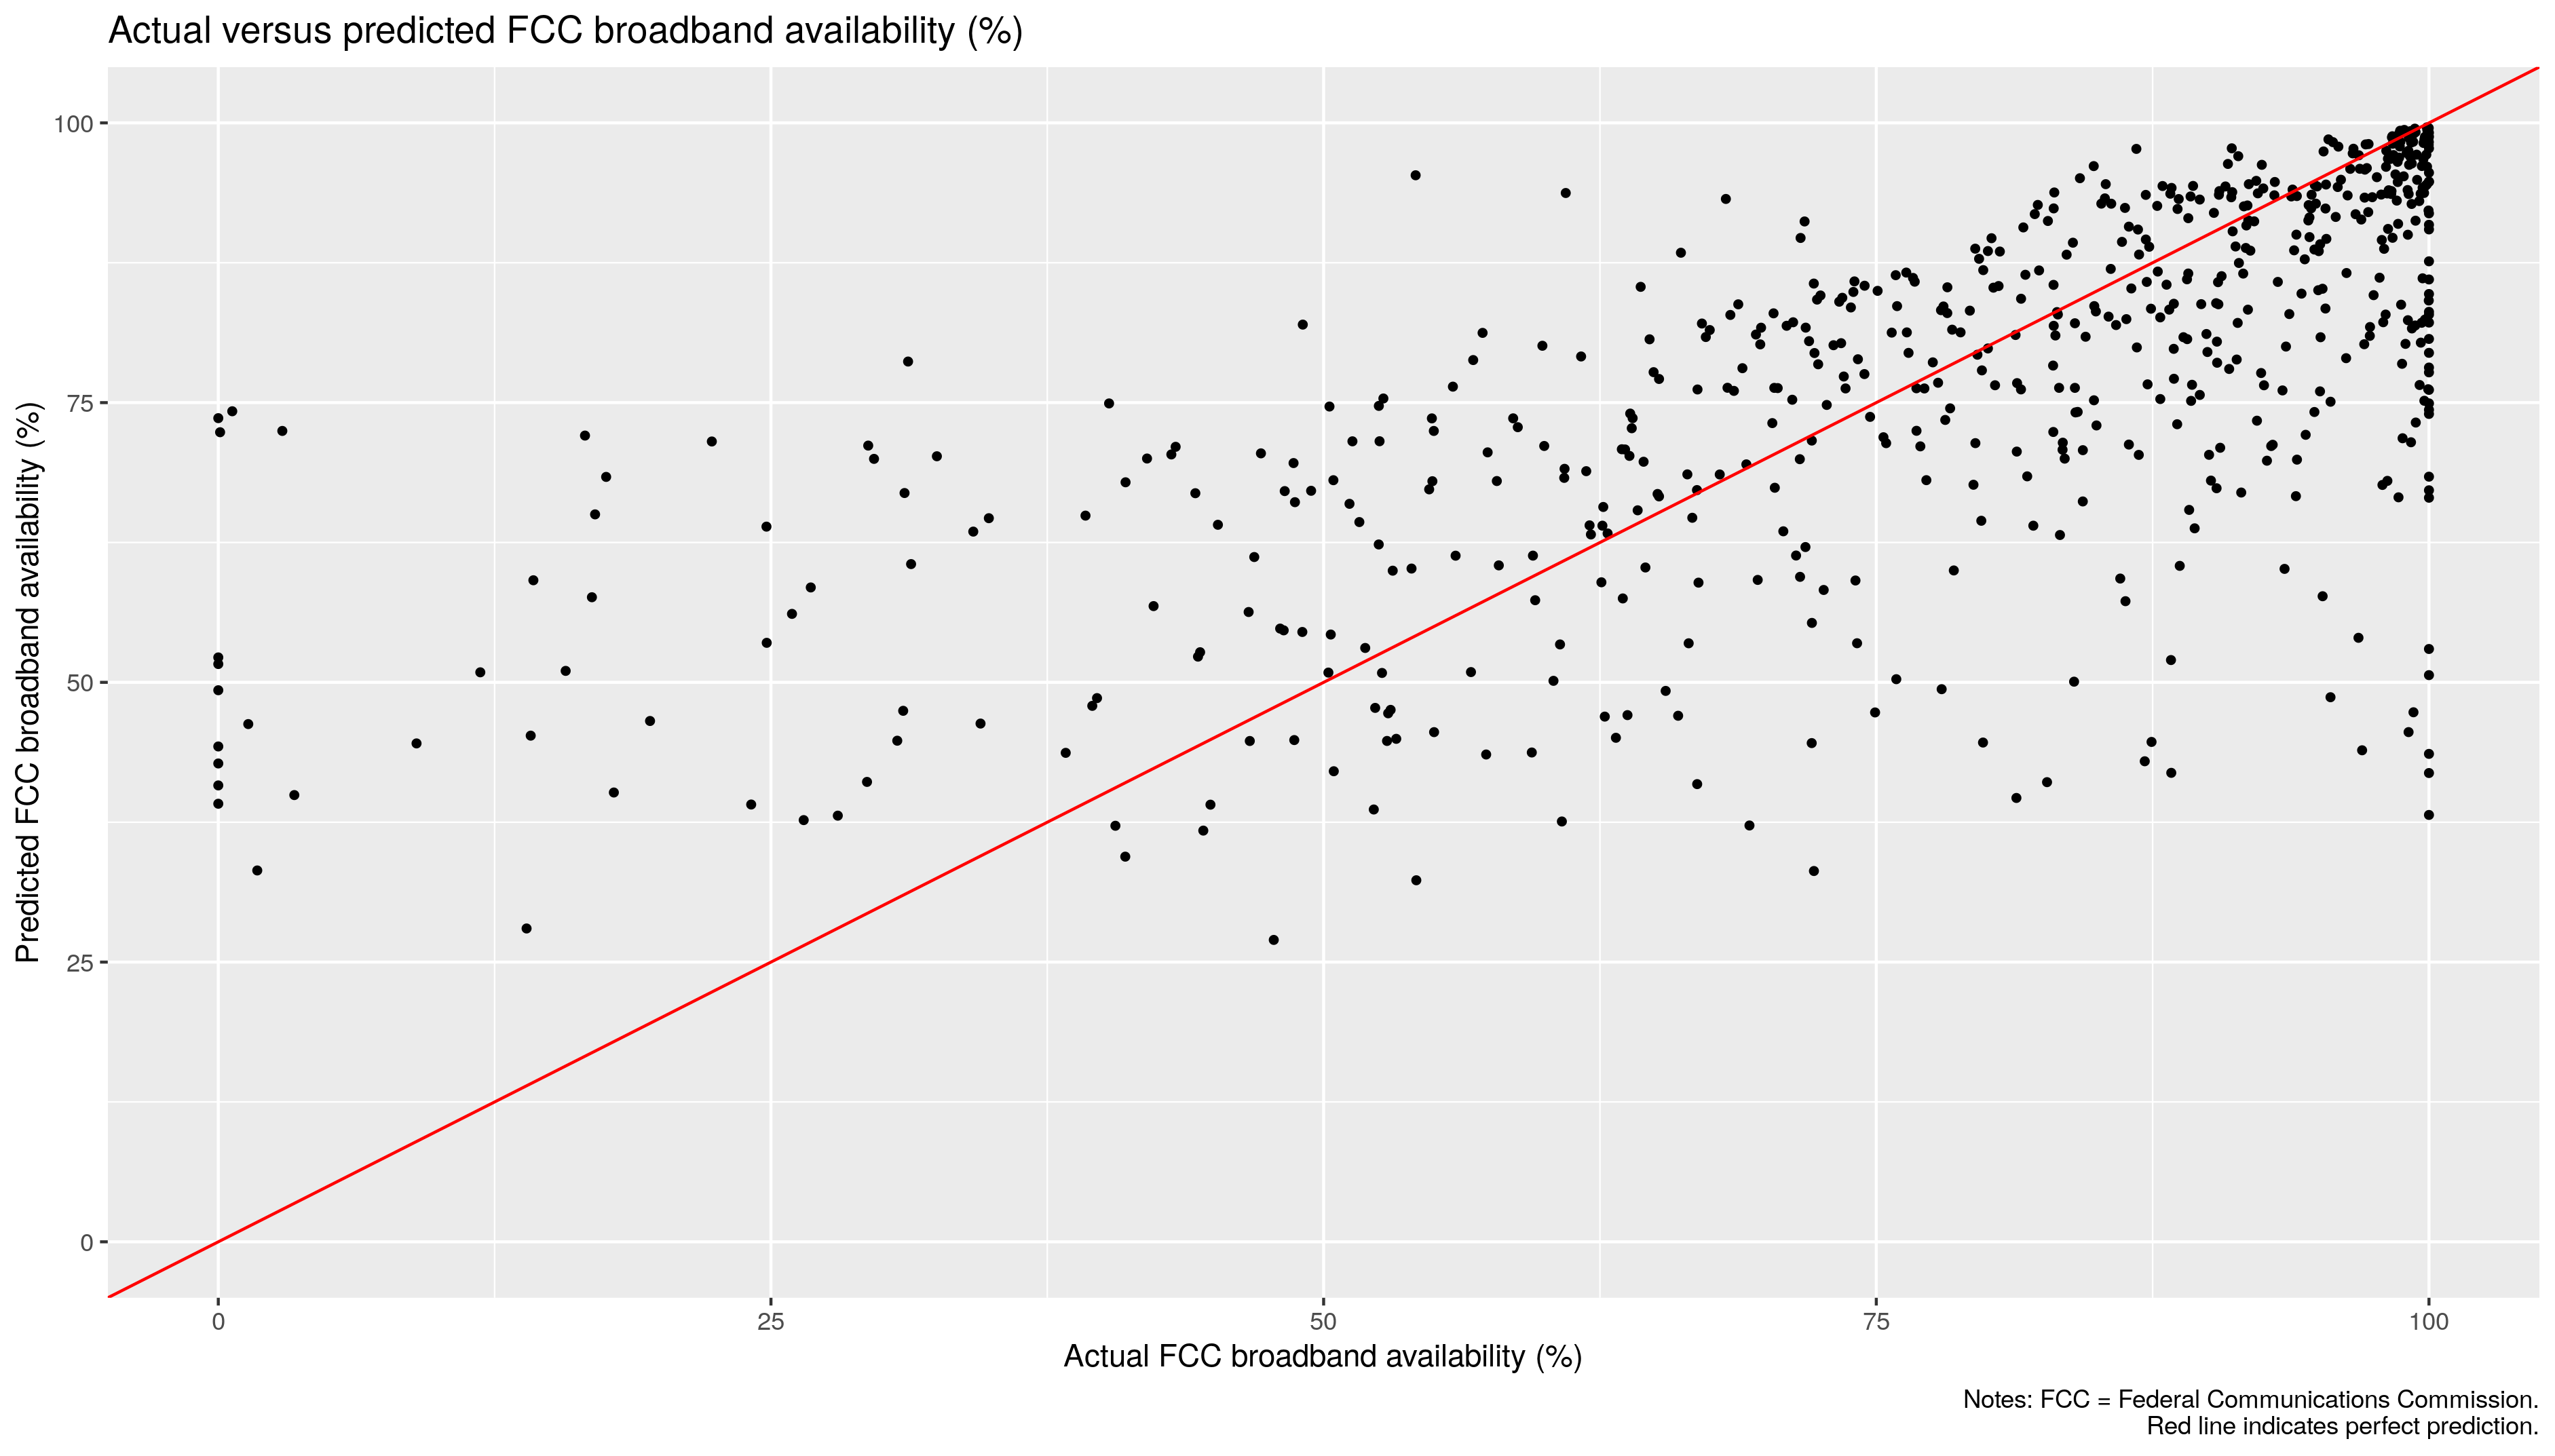 Actual versus predicted FCC broadband availability (%)
Predicted FCC broadband availability (%)
100
75
50
25
0
0
25
50
75
100
Actual FCC broadband availability (%)
Notes: FCC = Federal Communications Commission.
Red line indicates perfect prediction.